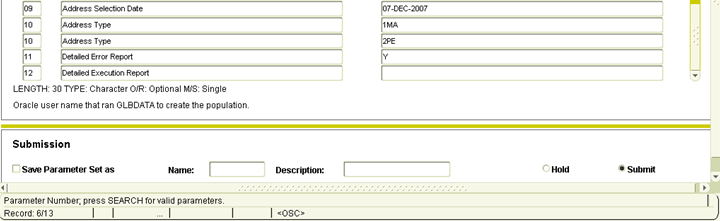 09 Address Selection Date 07-DEC-2007
10 Address Type 1MA
10 Address Type 2PE
11 Detailed Error Report Y
12 Detailed Execution Report
LENGTH: 30 TYPE: Character O/R: Optional M/S: Single
Oracle user name that ran GLBDATA to create the population.
Submission
Save Parameter Set as Name: Description: Hold Submit
Parameter Number; press SEARCH for valid parameters.
Record: 6/13 ... <OSC>